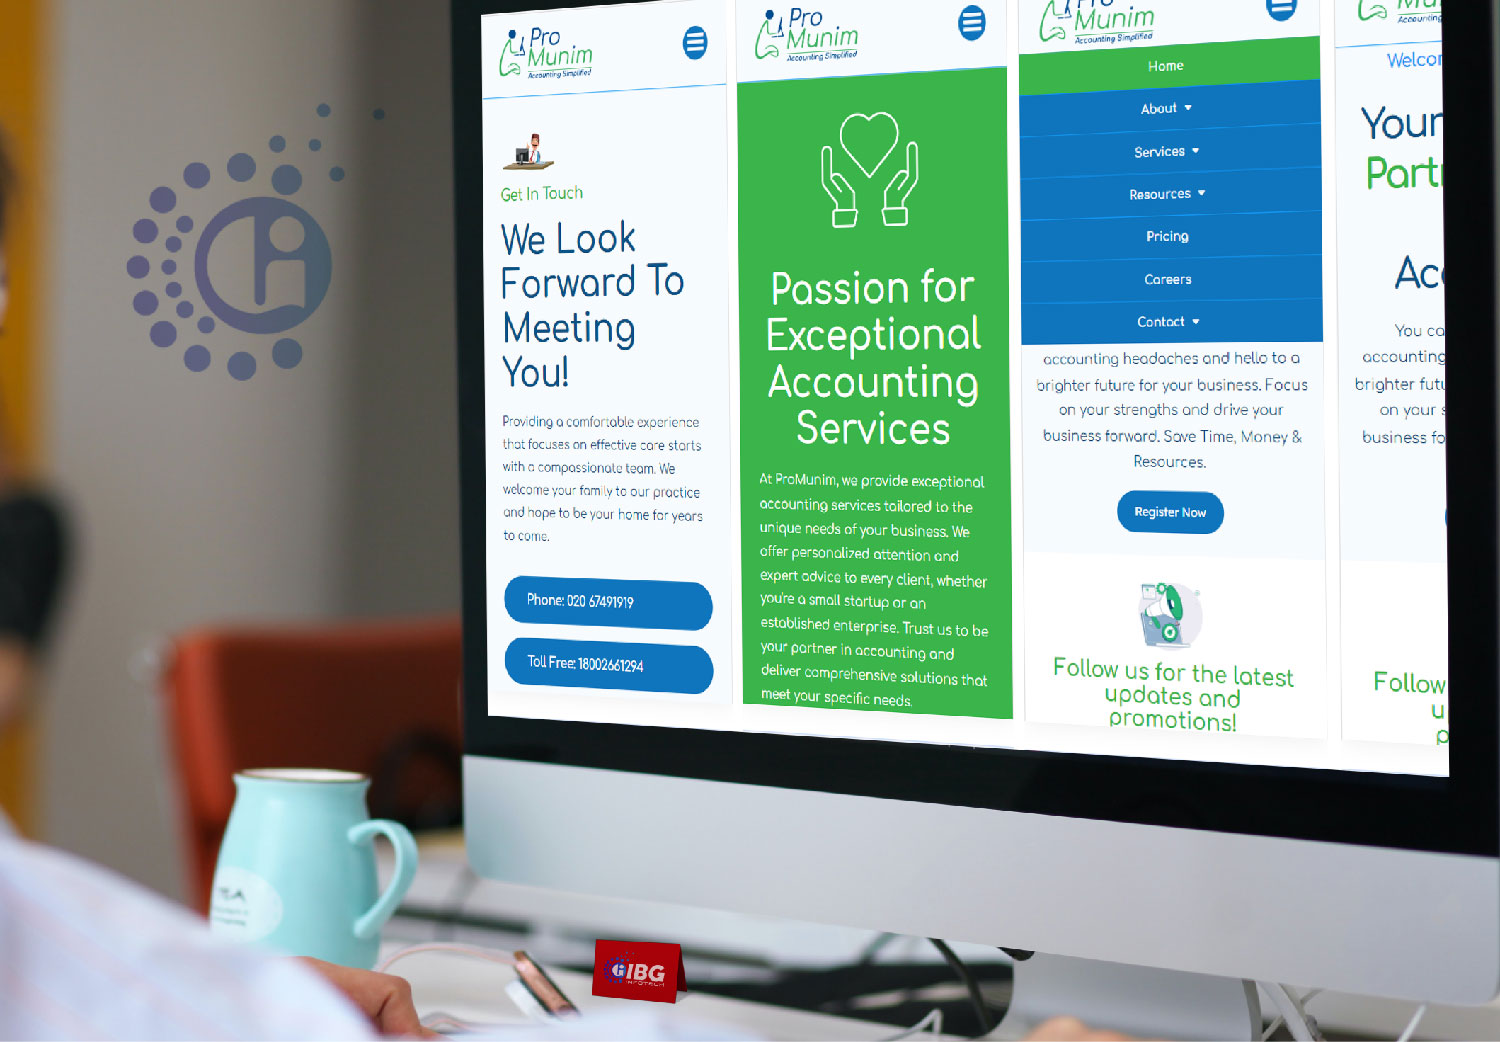 Pro
Munim
Accounting Simplified
Get In Touch
We Look
Forward To
Meeting
You!
Providing a comfortable experience
that focuses on effective care starts
with a compassionate team. We
welcome your family to our practice
and hope to be your home for years
to come.
Phone: 020 67491919
Toll Free: 18002661294
Pro
Munim
Accounting Simplified
Passion for
Exceptional
Accounting
Services
At ProMunim, we provide exceptional
accounting services tailored to the
unique needs of your business. We
offer personalized attention and
expert advice to every client, whether
you're a small startup or an
established enterprise. Trust us to be
your partner in accounting and
deliver comprehensive solutions that
meet your specific needs.
Pro
Munim
Accounting Simplified
Home
About
Services
Resources
Pricing
Careers
Contact
accounting headaches and hello to a
brighter future for your business. Focus
on your strengths and drive your
business forward. Save Time, Money &
Resources.
Register Now
Follow us for the latest
updates and
promotions!
Accounting
Welcom
Your
Part
Ac
You ca
accounting
brighter futu
on your s
business fo
Follow
u
p
IBG
INFOTECH